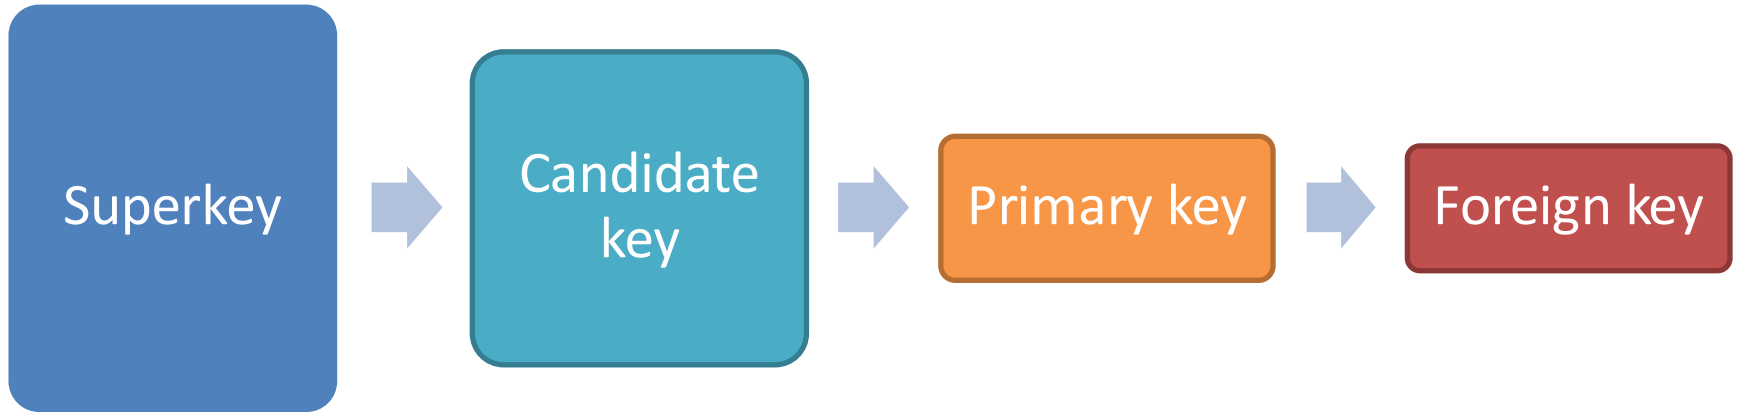 Superkey
Candidate
key
Primary key
Foreign key